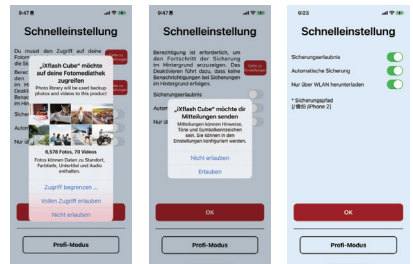 9:47
Schnelleinstellung
Du musst den Zugriff auf deine
„iXflash Cube" möchte
auf deine Fotomediathek
zugreifen
Photo library will be used backup
photos and videos to this product
6,578 Fotos, 70 Videos
Fotos können Daten zu Standort,
Farbtiefe, Untertitel und Audio
enthalten.
Zugriff begrenzen ...
Vollen Zugriff erlauben
Nicht erlauben
Profi-Modus
9:47
Schnelleinstellung
Berechtigung ist erforderlich, um
den Fortschritt der Sicherung
im Hintergrund anzuzeigen. Das
Deaktivieren führt dazu, dass keine
Benachrichtigungen bei Sicherungen
im Hintergrund erfolgen.
Sicherungserlaubnis
„iXflash Cube" möchte dir
Mitteilungen senden
Mitteilungen können Hinweise,
Töne und Symbolkennzeichen
sein. Sie können in den
Einstellungen konfiguriert werden.
Nicht erlauben
Erlauben
OK
Profi-Modus
Schnelleinstellung
Sicherungserlaubnis
Automatische Sicherung
Nur über WLAN herunterladen
* Sicherungspfad
OK
Profi-Modus